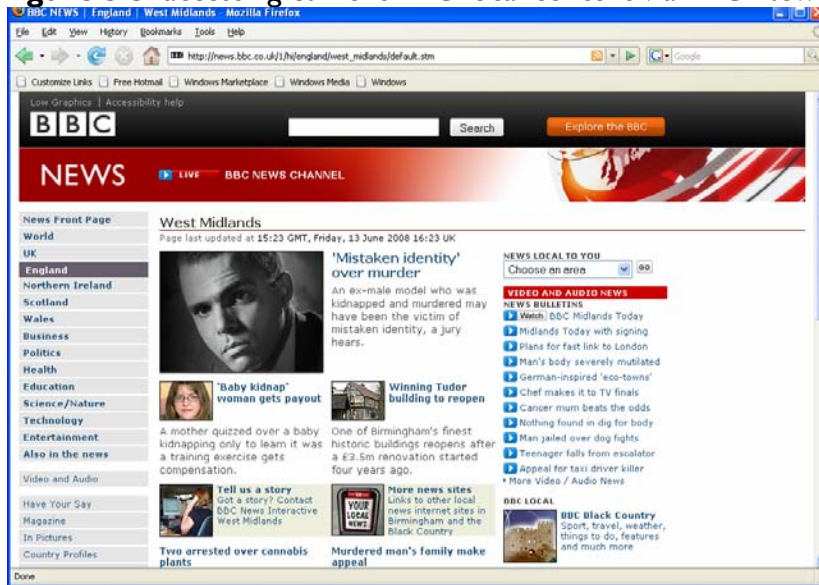 BBC NEWS | England | West Midlands - Mozilla Firefox
File Edit View History Bookmarks Tools Help
http://news.bbc.co.uk/1/hi/england/west_midlands/default.stm
Google
Customize Links Free Hotmail Windows Marketplace Windows Media Windows
Low Graphics | Accessibility help
BBC
Search
Explore the BBC
NEWS
LIVE BBC NEWS CHANNEL
News Front Page
World
UK
England
Northern Ireland
Scotland
Wales
Business
Politics
Health
Education
Science/Nature
Technology
Entertainment
Also in the news
Video and Audio
Have Your Say
Magazine
In Pictures
Country Profiles
West Midlands
Page last updated at 15:23 GMT, Friday, 13 June 2008 16:23 UK
'Mistaken identity'
over murder
An ex-male model who was
kidnapped and murdered may
have been the victim of
mistaken identity, a jury
hears.
'Baby kidnap'
woman gets payout
A mother quizzed over a baby
kidnapping only to learn it was
a training exercise gets
compensation.
Winning Tudor
building to reopen
One of Birmingham's finest
historic buildings reopens after
a £3.5m renovation started
four years ago.
Tell us a story
Got a story? Contact
BBC News Interactive
West Midlands
YOUR
LOCAL
NEWS
More news sites
Links to other local
news internet sites in
Birmingham and the
Black Country
Two arrested over cannabis
plants
Murdered man's family make
appeal
NEWS LOCAL TO YOU
Choose an area
GO
VIDEO AND AUDIO NEWS
NEWS BULLETINS
Watch BBC Midlands Today
Midlands Today with signing
Plans for fast link to London
Man's body severely mutilated
German-inspired 'eco-towns'
Chef makes it to TV finals
Cancer mum beats the odds
Nothing found in dig for body
Man jailed over dog fights
Teenager falls from escalator
Appeal for taxi driver killer
More Video / Audio News
BBC LOCAL
BBC Black Country
Sport, travel, weather,
things to do, features
and much more
Done